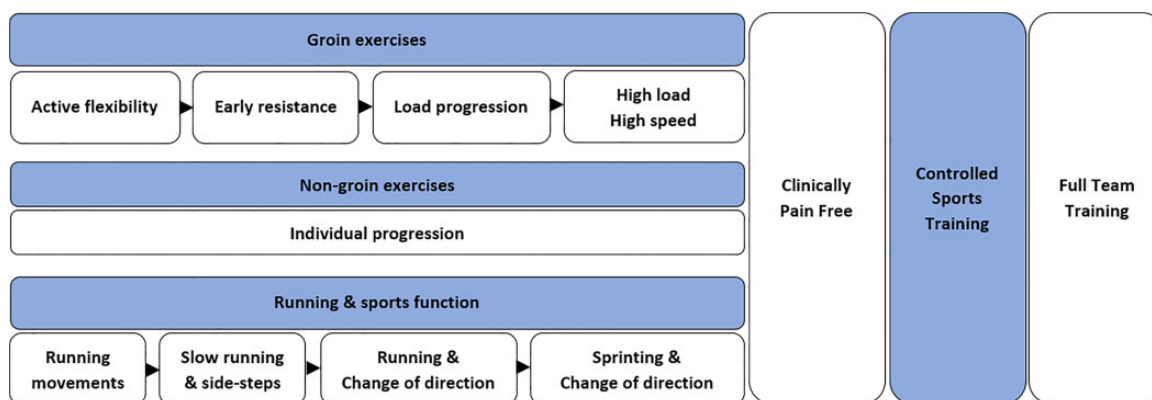 Groin exercises
Active flexibility
Early resistance
Load progression
High load
High speed
Non-groin exercises
Individual progression
Running & sports function
Running
movements
Slow running
& side-steps
Running &
Change of direction
Sprinting &
Change of direction
Clinically
Pain Free
Controlled
Sports
Training
Full Team
Training